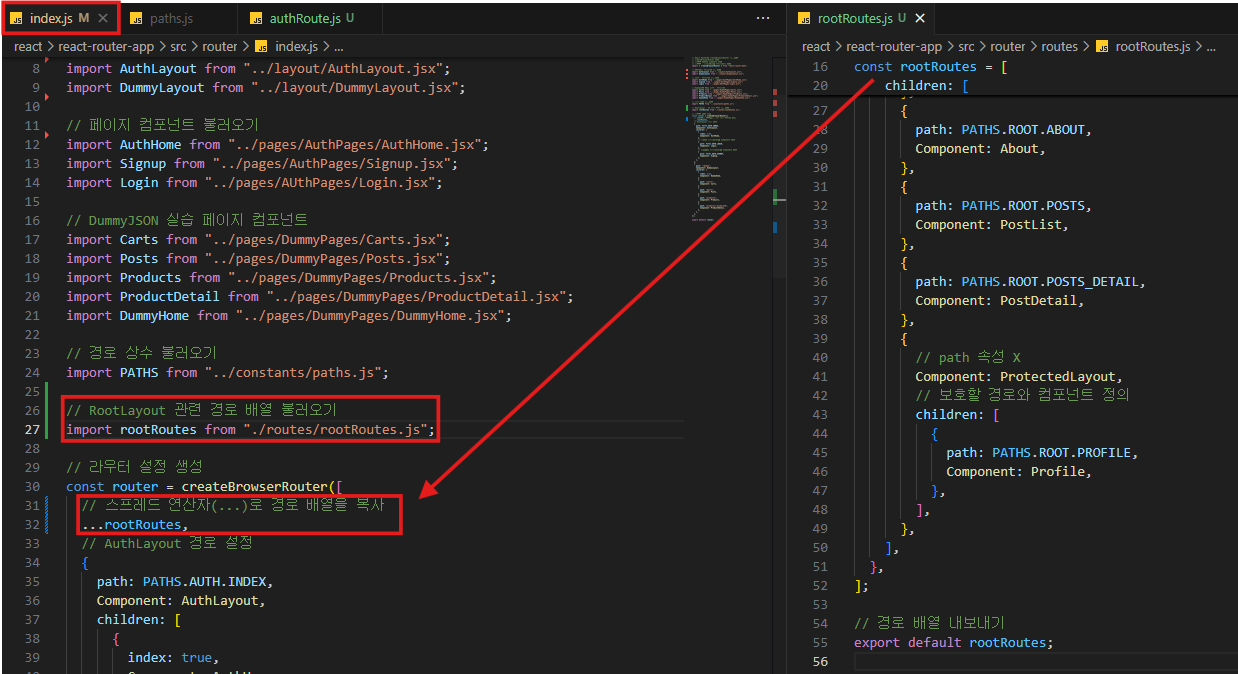 index.js M
paths.js
authRoute.js U
react > react-router-app > src > router > index.js > ...
8 import AuthLayout from "../layout/AuthLayout.jsx";
9 import DummyLayout from "../layout/DummyLayout.jsx";
10
11 // 페이지 컴포넌트 불러오기
12 import AuthHome from "../pages/AuthPages/AuthHome.jsx";
13 import Signup from "../pages/AuthPages/Signup.jsx";
14 import Login from "../pages/AUthPages/Login.jsx";
15
16 // DummyJSON 실습 페이지 컴포넌트
17 import Carts from "../pages/DummyPages/Carts.jsx";
18 import Posts from "../pages/DummyPages/Posts.jsx";
19 import Products from "../pages/DummyPages/Products.jsx";
20 import ProductDetail from "../pages/DummyPages/ProductDetail.jsx";
21 import DummyHome from "../pages/DummyPages/DummyHome.jsx";
22
23 // 경로 상수 불러오기
24 import PATHS from "../constants/paths.js";
25
26 // RootLayout 관련 경로 배열 불러오기
27 import rootRoutes from "./routes/rootRoutes.js";
28
29 // 라우터 설정 생성
30 const router = createBrowserRouter([
31 // 스프레드 연산자(...)로 경로 배열을 복사
32 ...rootRoutes,
33 // AuthLayout 경로 설정
34 {
35 path: PATHS.AUTH.INDEX,
36 Component: AuthLayout,
37 children: [
38 {
39 index: true,
rootRoutes.js U
react > react-router-app > src > router > routes > rootRoutes.js > ...
16 const rootRoutes = [
20 children: [
27 {
28 path: PATHS.ROOT.ABOUT,
29 Component: About,
30 },
31 {
32 path: PATHS.ROOT.POSTS,
33 Component: PostList,
34 },
35 {
36 path: PATHS.ROOT.POSTS_DETAIL,
37 Component: PostDetail,
38 },
39 {
40 // path 속성 X
41 Component: ProtectedLayout,
42 // 보호할 경로와 컴포넌트 정의
43 children: [
44 {
45 path: PATHS.ROOT.PROFILE,
46 Component: Profile,
47 },
48 ],
49 },
50 ],
51 },
52 ];
53
54 // 경로 배열 내보내기
55 export default rootRoutes;
56